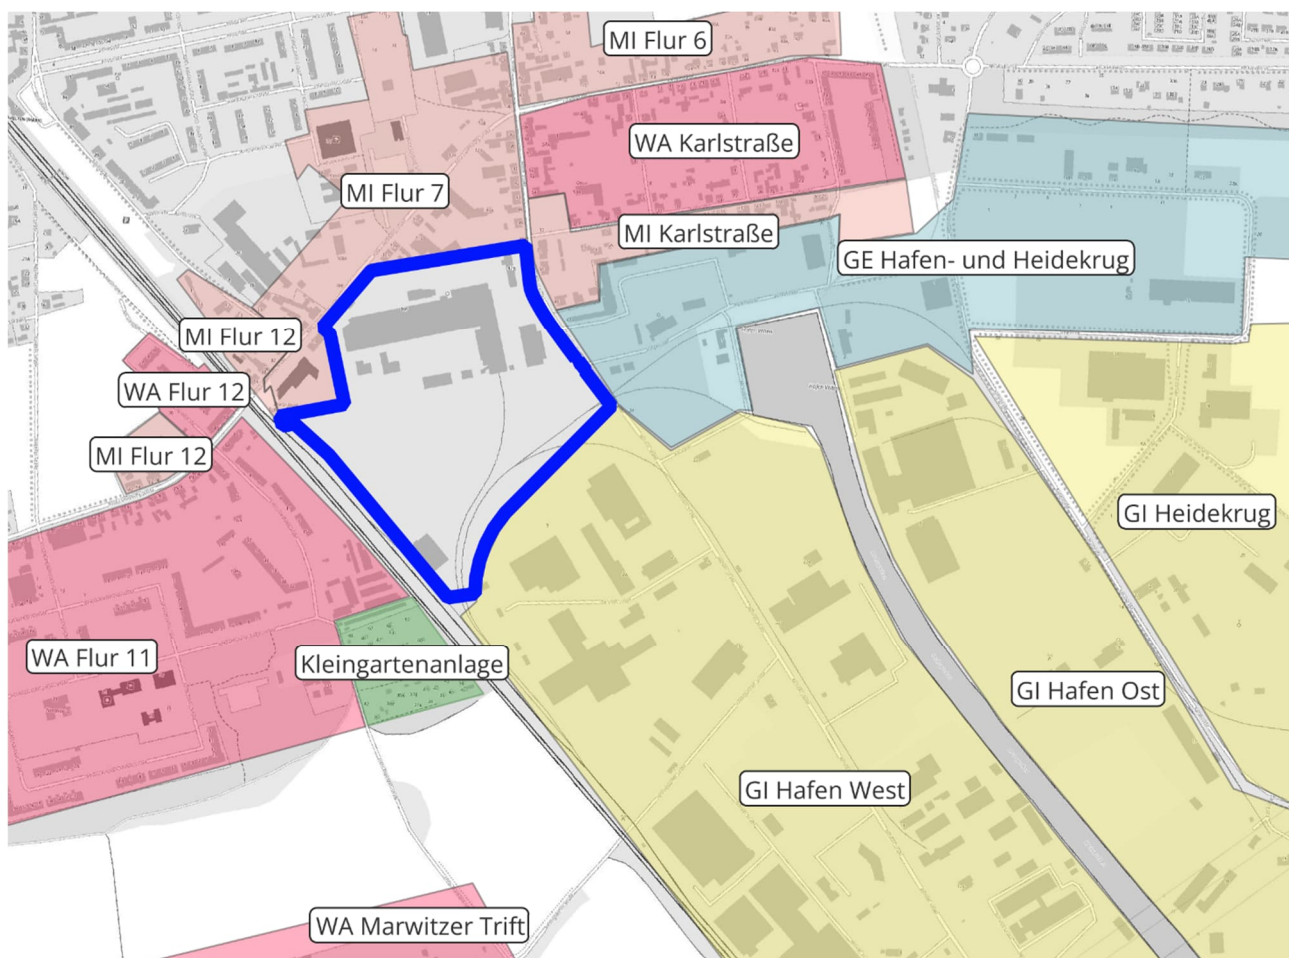 MI Flur 6
WA Karlstraße
MI Flur 7
MI Karlstraße
GE Hafen- und Heidekrug
MI Flur 12
WA Flur 12
MI Flur 12
GI Heidekrug
WA Flur 11
Kleingartenanlage
GI Hafen Ost
GI Hafen West
WA Marwitzer Trift